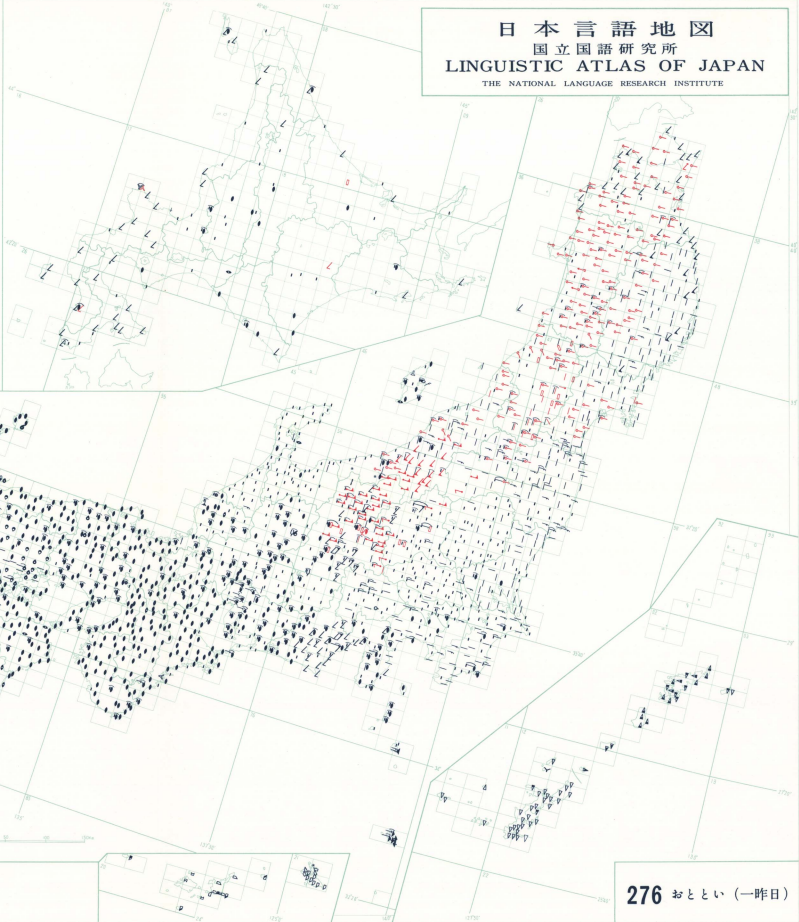 日本言語地図
国立国語研究所
LINGUISTIC ATLAS OF JAPAN
THE NATIONAL LANGUAGE RESEARCH INSTITUTE
276 おととい (一昨日)